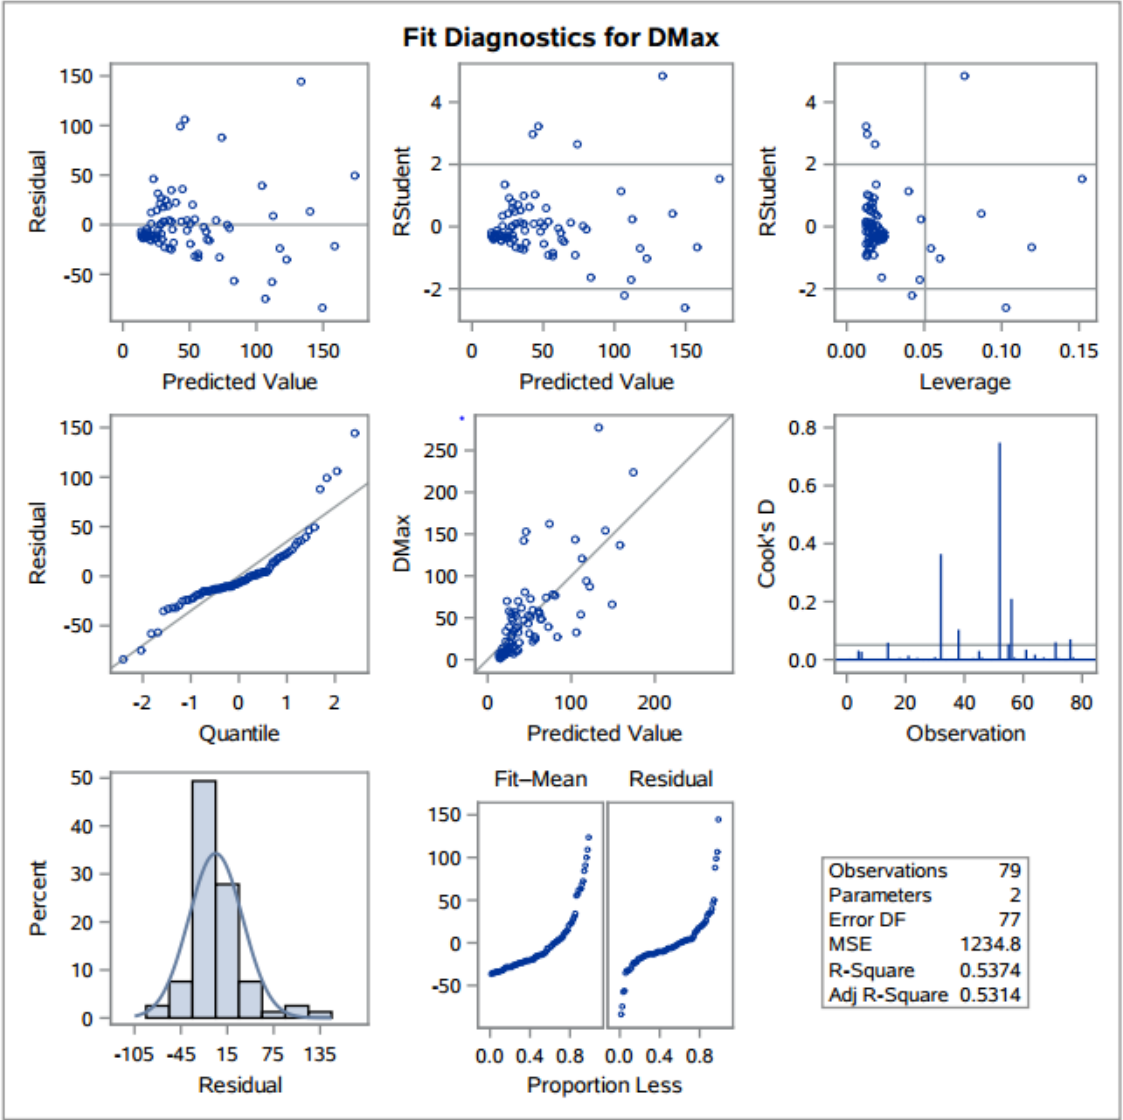 Fit Diagnostics for DMax
150
100
50
0
-50
Residual
0 50 100 150
Predicted Value
4
2
0
-2
RStudent
0 50 100 150
Predicted Value
4
2
0
-2
RStudent
0.00 0.05 0.10 0.15
Leverage
150
100
50
0
-50
Residual
-2 -1 0 1 2
Quantile
250
200
150
100
50
0
DMax
0 100 200
Predicted Value
0.8
0.6
0.4
0.2
0.0
Cook's D
0 20 40 60 80
Observation
50
40
30
20
10
0
Percent
-105 -45 15 75 135
Residual
Fit–Mean Residual
150
100
50
0
-50
0.0 0.4 0.8 0.0 0.4 0.8
Proportion Less
Observations 79
Parameters 2
Error DF 77
MSE 1234.8
R-Square 0.5374
Adj R-Square 0.5314